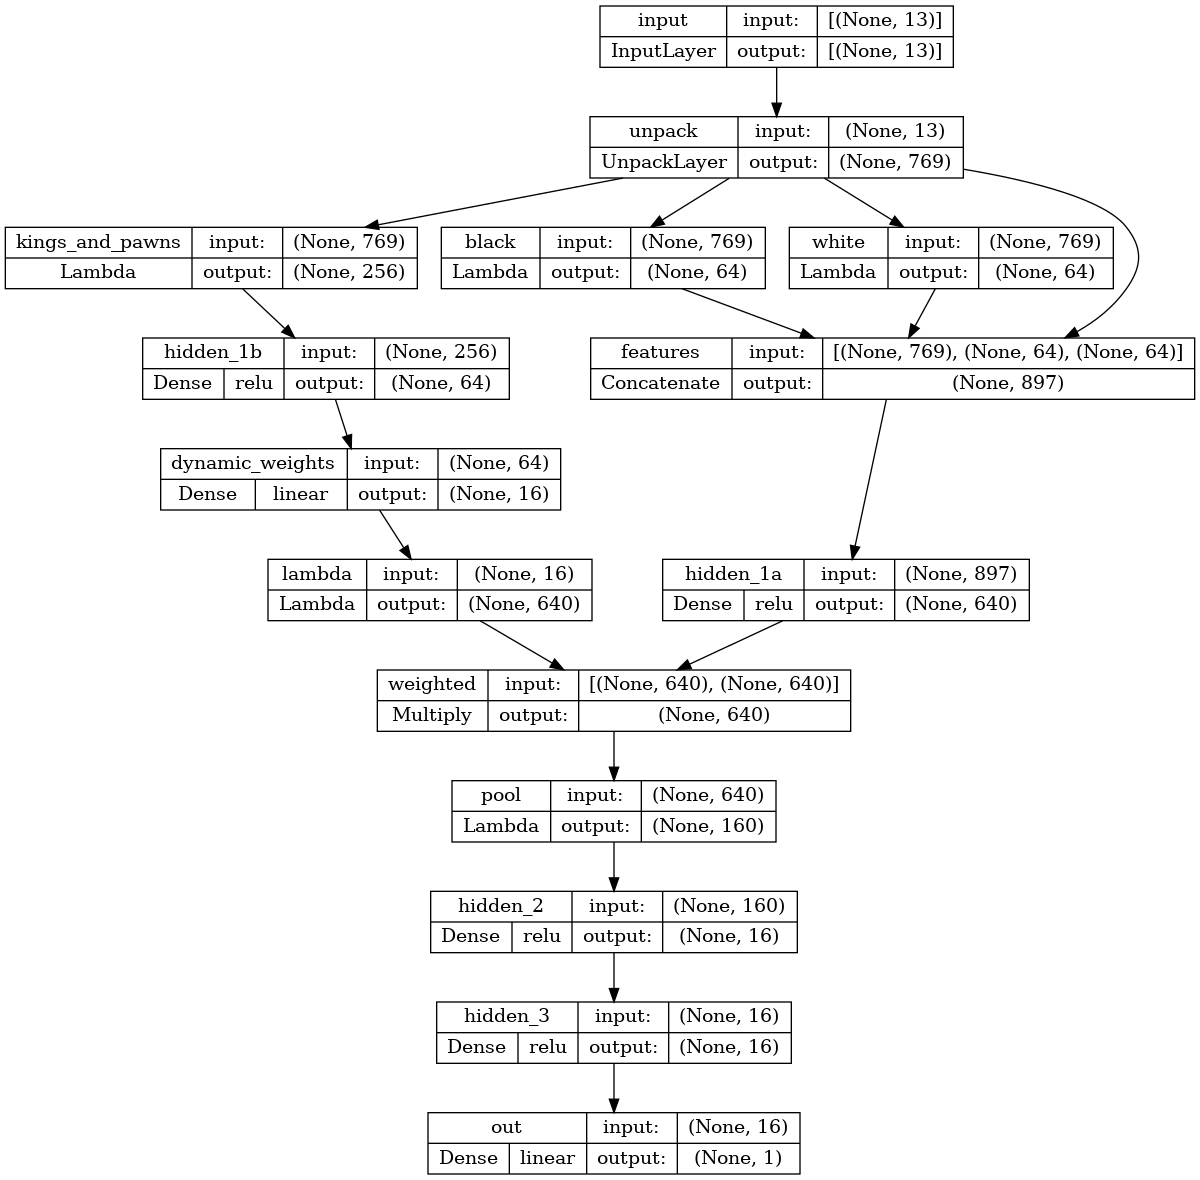 input input: [(None, 13)]
InputLayer output: [(None, 13)]
unpack input: (None, 13)
UnpackLayer output: (None, 769)
kings_and_pawns input: (None, 769)
Lambda output: (None, 256)
black input: (None, 769)
Lambda output: (None, 64)
white input: (None, 769)
Lambda output: (None, 64)
hidden_1b input: (None, 256)
Dense relu output: (None, 64)
features input: [(None, 769), (None, 64), (None, 64)]
Concatenate output: (None, 897)
dynamic_weights input: (None, 64)
Dense linear output: (None, 16)
lambda input: (None, 16)
Lambda output: (None, 640)
hidden_1a input: (None, 897)
Dense relu output: (None, 640)
weighted input: [(None, 640), (None, 640)]
Multiply output: (None, 640)
pool input: (None, 640)
Lambda output: (None, 160)
hidden_2 input: (None, 160)
Dense relu output: (None, 16)
hidden_3 input: (None, 16)
Dense relu output: (None, 16)
out input: (None, 16)
Dense linear output: (None, 1)